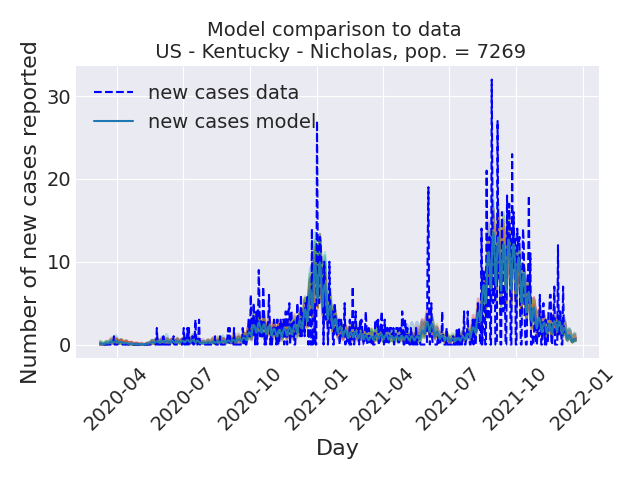 Model comparison to data
US - Kentucky - Nicholas, pop. = 7269
Number of new cases reported
new cases data
new cases model
30
20
10
0
2020-04
2020-07
2020-10
2021-01
2021-04
2021-07
2021-10
2022-01
Day